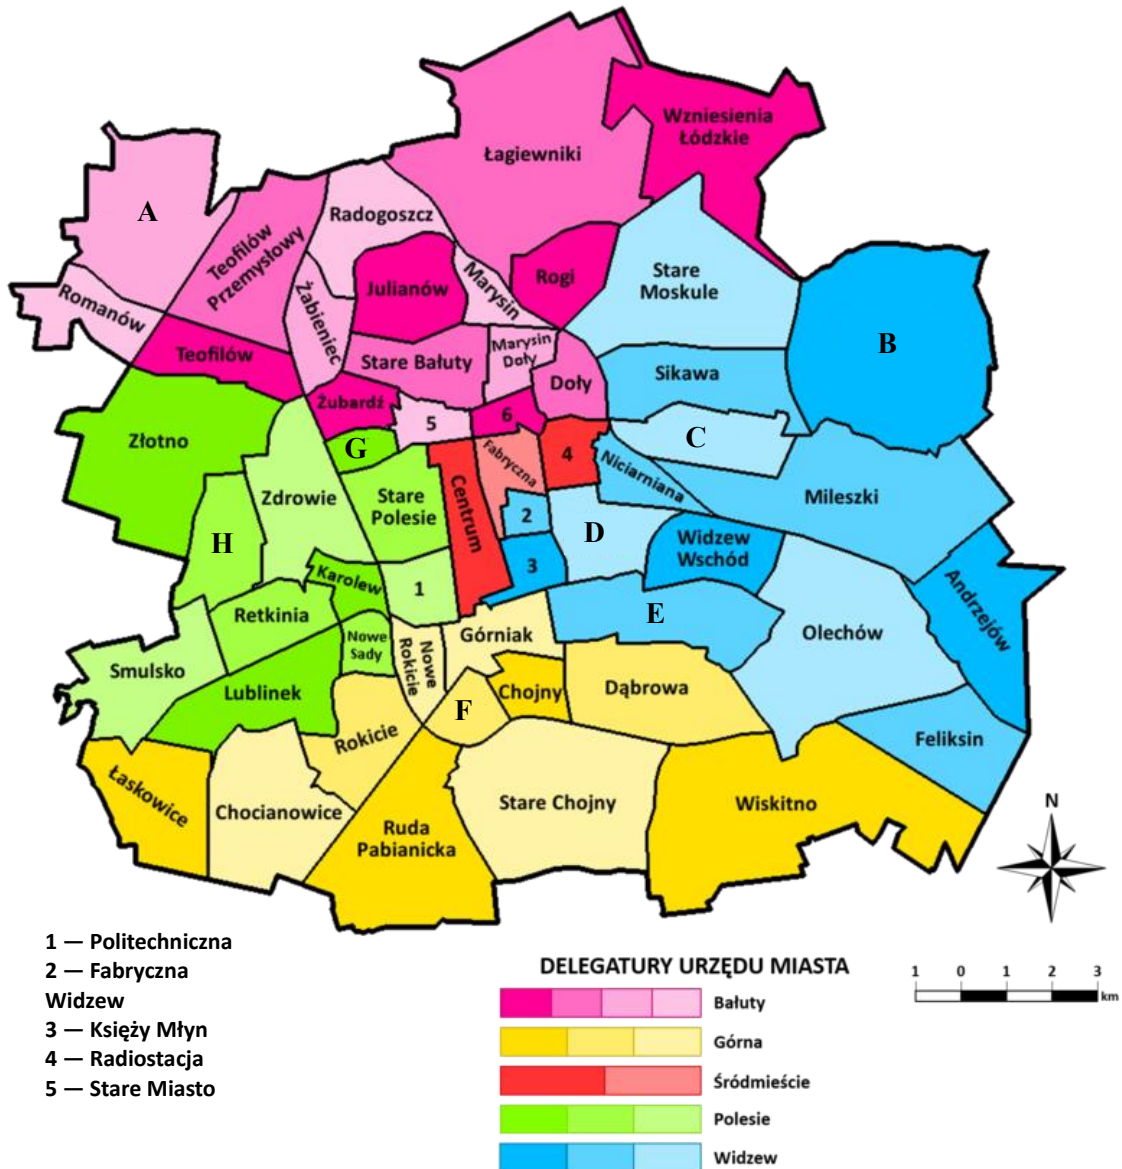 Wzniesienia
Łódzkie
Łagiewniki
A
Radogoszcz
Teofilów
Przemysłowy
Rogi
Stare
Moskule
Julianów
Marysin
Romanów
Żabieniec
B
Teofilów
Stare Bałuty
Marysin
Doły
Sikawa
Doły
Żubardź
5
6
Złotno
G
C
Fabryczna
4
Niciarniana
Zdrowie
Stare
Polesie
Centrum
Mileszki
2
D
Widzew
Wschód
H
3
Karolew
1
Andrzejów
Retkinia
E
Górniak
Olechów
Nowe
Sady
Nowe
Rokicie
Smulsko
Lublinek
Chojny
Dąbrowa
F
Rokicie
Feliksin
Łaskowice
Chocianowice
Stare Chojny
Wiskitno
Ruda
Pabianicka
N
1 — Politechniczna
2 — Fabryczna
Widzew
3 — Księży Młyn
4 — Radiostacja
5 — Stare Miasto
DELEGATURY URZĘDU MIASTA
Bałuty
Górna
Śródmieście
Polesie
Widzew
1 0 1 2 3
km